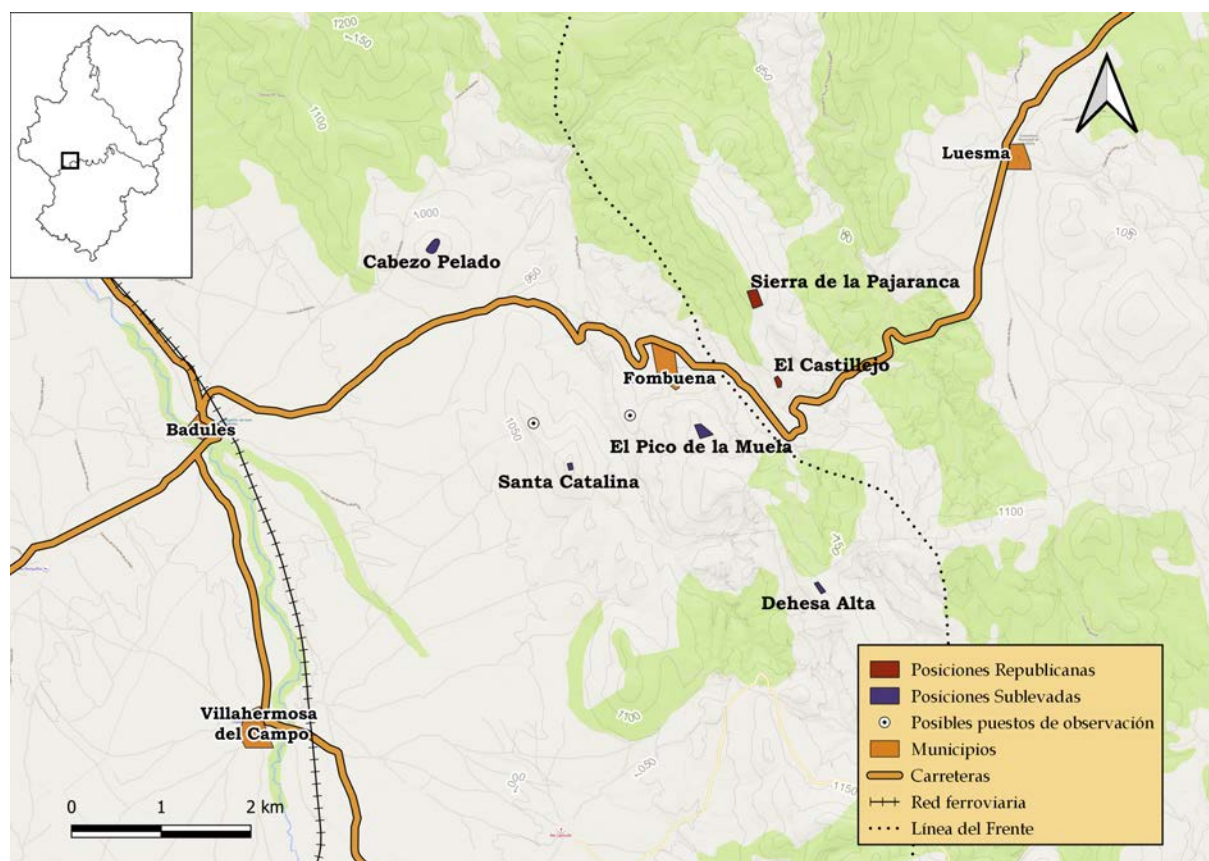 1200
1150
1100
850
Luesma
1000
Cabezo Pelado
950
Sierra de la Pajaranca
El Castillejo
Fombuena
Badules
1050
El Pico de la Muela
Santa Catalina
1100
Dehesa Alta
Villahermosa
del Campo
1100
1050
1150
0 1 2 km
Posiciones Republicanas
Posiciones Sublevadas
Posibles puestos de observación
Municipios
Carreteras
Red ferroviaria
Línea del Frente